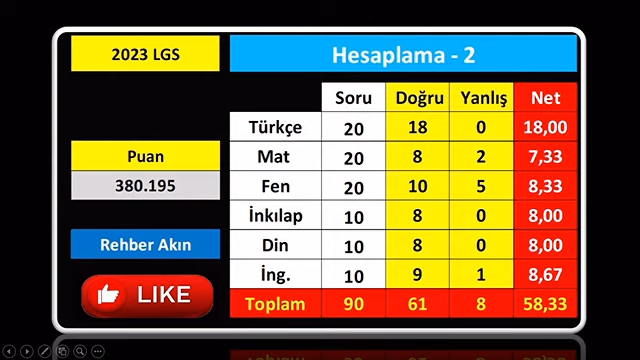 2023 LGS
Hesaplama - 2
Soru Doğru Yanlış Net
Türkçe 20 18 0 18,00
Mat 20 8 2 7,33
Fen 20 10 5 8,33
İnkılap 10 8 0 8,00
Din 10 8 0 8,00
İng. 10 9 1 8,67
Toplam 90 61 8 58,33
Puan
380.195
Rehber Akın
LIKE